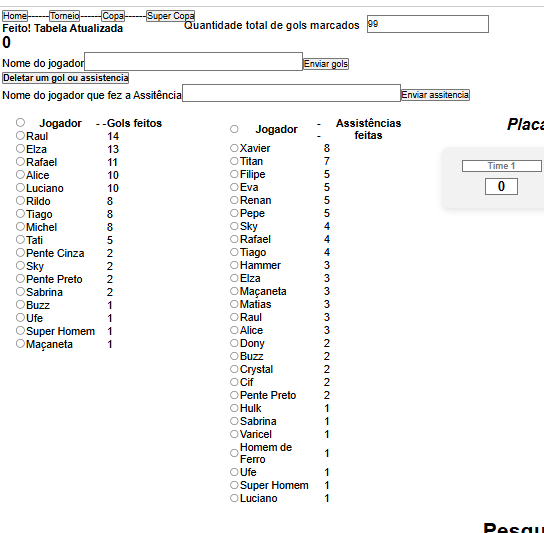 Home------Torneio------Copa------Super Copa
Feito! Tabela Atualizada
Quantidade total de gols marcados 99
0
Nome do jogador Enviar gols
Deletar um gol ou assistencia
Nome do jogador que fez a Assitência Enviar assitencia
Jogador - - Gols feitos
Raul 14
Elza 13
Rafael 11
Alice 10
Luciano 10
Rildo 8
Tiago 8
Michel 8
Tati 5
Pente Cinza 2
Sky 2
Pente Preto 2
Sabrina 2
Buzz 1
Ufe 1
Super Homem 1
Maçaneta 1
Jogador - - Assistências
feitas
Xavier 8
Titan 7
Filipe 5
Eva 5
Renan 5
Pepe 5
Sky 4
Rafael 4
Tiago 4
Hammer 3
Elza 3
Maçaneta 3
Matias 3
Raul 3
Alice 3
Dony 2
Buzz 2
Crystal 2
Cif 2
Pente Preto 2
Hulk 1
Sabrina 1
Varicel 1
Homem de
Ferro 1
Ufe 1
Super Homem 1
Luciano 1
Placa
Time 1
0
Pesqu